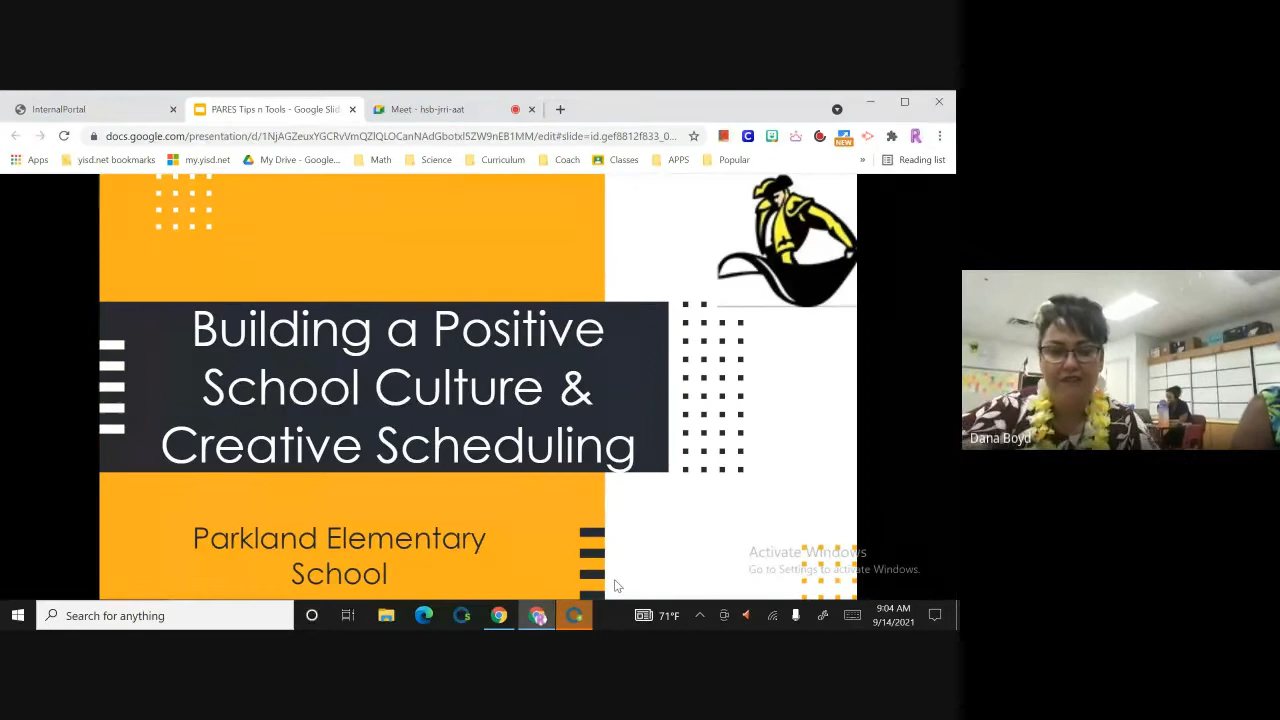 InternalPortal
PARES Tips n Tools - Google Slid
Meet - hsb-jrri-aat
docs.google.com/presentation/d/1NjAGZeuxYGCRvVmQZlQLOCanNAdGbotxl5ZW9nEB1MM/edit#slide=id.gef8812f833_0...
NEW
Apps
yisd.net bookmarks
my.yisd.net
My Drive - Google...
Math
Science
Curriculum
Coach
Classes
APPS
Popular
»
Reading list
Building a Positive
School Culture &
Creative Scheduling
Parkland Elementary
School
Activate Windows
Go to Settings to activate Windows.
Dana Boyd
Search for anything
71°F
9:04 AM
9/14/2021